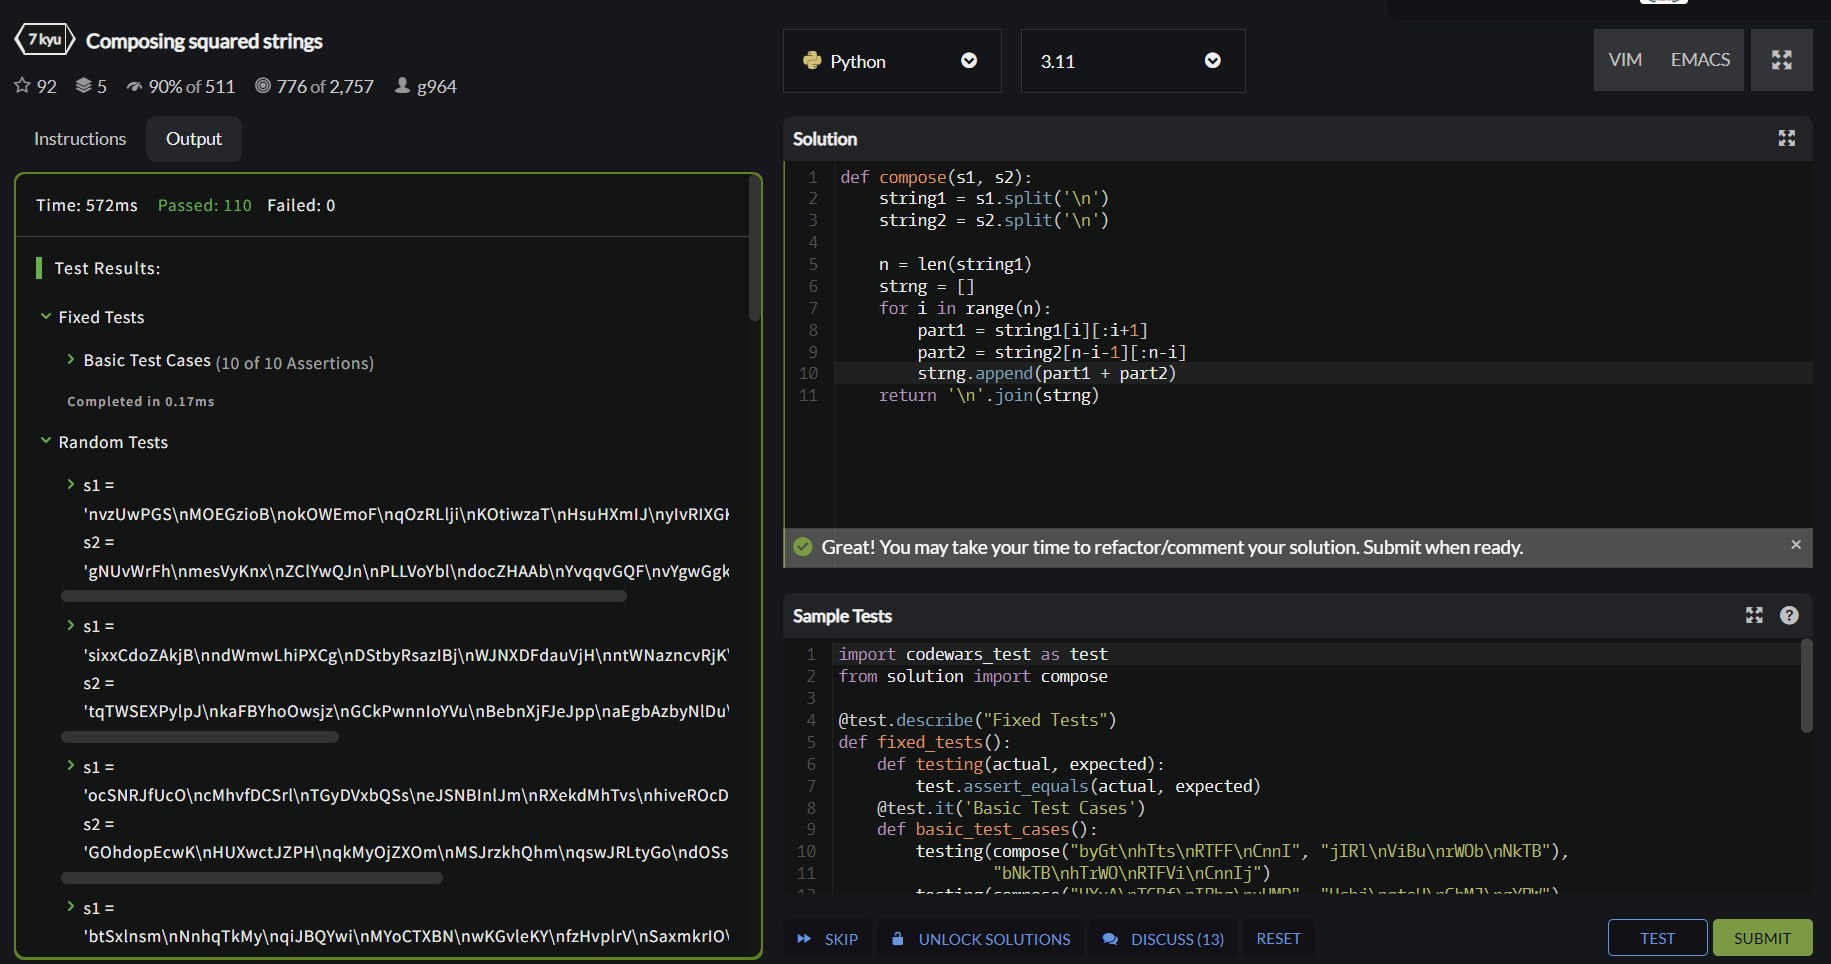 7 kyu Composing squared strings
92 5 90% of 511 776 of 2,757 g964
Instructions Output
Time: 572ms Passed: 110 Failed: 0
Test Results:
Fixed Tests
Basic Test Cases (10 of 10 Assertions)
Completed in 0.17ms
Random Tests
s1 =
'nvzUwPGS\nMOEGzioB\nokOWEmoF\nqOzRLlji\nKOtiwzaT\nHsuHXmIJ\nyIvRIXGK
s2 =
'gNUvWrFh\nmesVyKnx\nZClYwQJn\nPLLVoYbl\ndocZHAAb\nYvqqvGQF\nvYgwGgk
s1 =
'sixxCdoZAkjB\nndWmwLhiPXCg\nDStbyRsazIBj\nWJNXDFdauVjH\nntWNazncvRjK\
s2 =
'tqTWSEXPylpJ\nkaFBYhoOwsjz\nGCkPwnnIoYVu\nBebnXjFJeJpp\naEgbAzbyNlDu\
s1 =
'ocSNRJfUcO\ncMhvfDCSrl\nTGyDVxbQSs\neJSNBInlJm\nRXekdMhTvs\nhiveROcD
s2 =
'GOhdopEcwK\nHUXwctJZPH\nqkMyOjZXOm\nMSJrzkhQhm\nqswJRLtyGo\ndOSs
s1 =
'btSxlnsm\nNnhqTkMy\nqiJBQYwi\nMYoCTXBN\nwKGvleKY\nfzHvplrV\nSaxmkrIO\
Python 3.11 VIM EMACS
Solution
1 def compose(s1, s2):
2 string1 = s1.split('\n')
3 string2 = s2.split('\n')
4
5 n = len(string1)
6 strng = []
7 for i in range(n):
8 part1 = string1[i][:i+1]
9 part2 = string2[n-i-1][:n-i]
10 strng.append(part1 + part2)
11 return '\n'.join(strng)
Great! You may take your time to refactor/comment your solution. Submit when ready.
Sample Tests
1 import codewars_test as test
2 from solution import compose
3
4 @test.describe("Fixed Tests")
5 def fixed_tests():
6 def testing(actual, expected):
7 test.assert_equals(actual, expected)
8 @test.it('Basic Test Cases')
9 def basic_test_cases():
10 testing(compose("byGt\nhTts\nRTFF\nCnnI", "jIRl\nViBu\nrWOb\nNkTB"),
11 "bNkTB\nhTrWO\nRTFVi\nCnnIj")
SKIP UNLOCK SOLUTIONS DISCUSS (13) RESET TEST SUBMIT